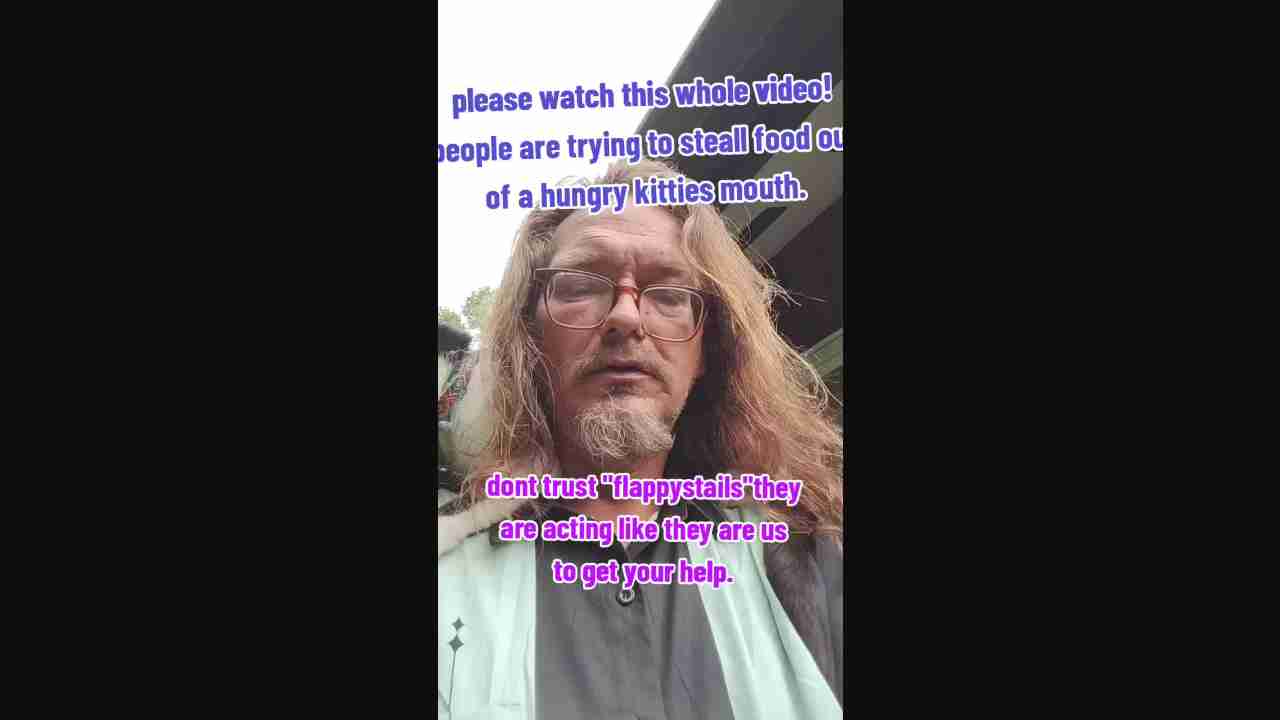 please watch this whole video!
people are trying to steall food ou
of a hungry kitties mouth.
dont trust "flappystails"they
are acting like they are us
to get your help.